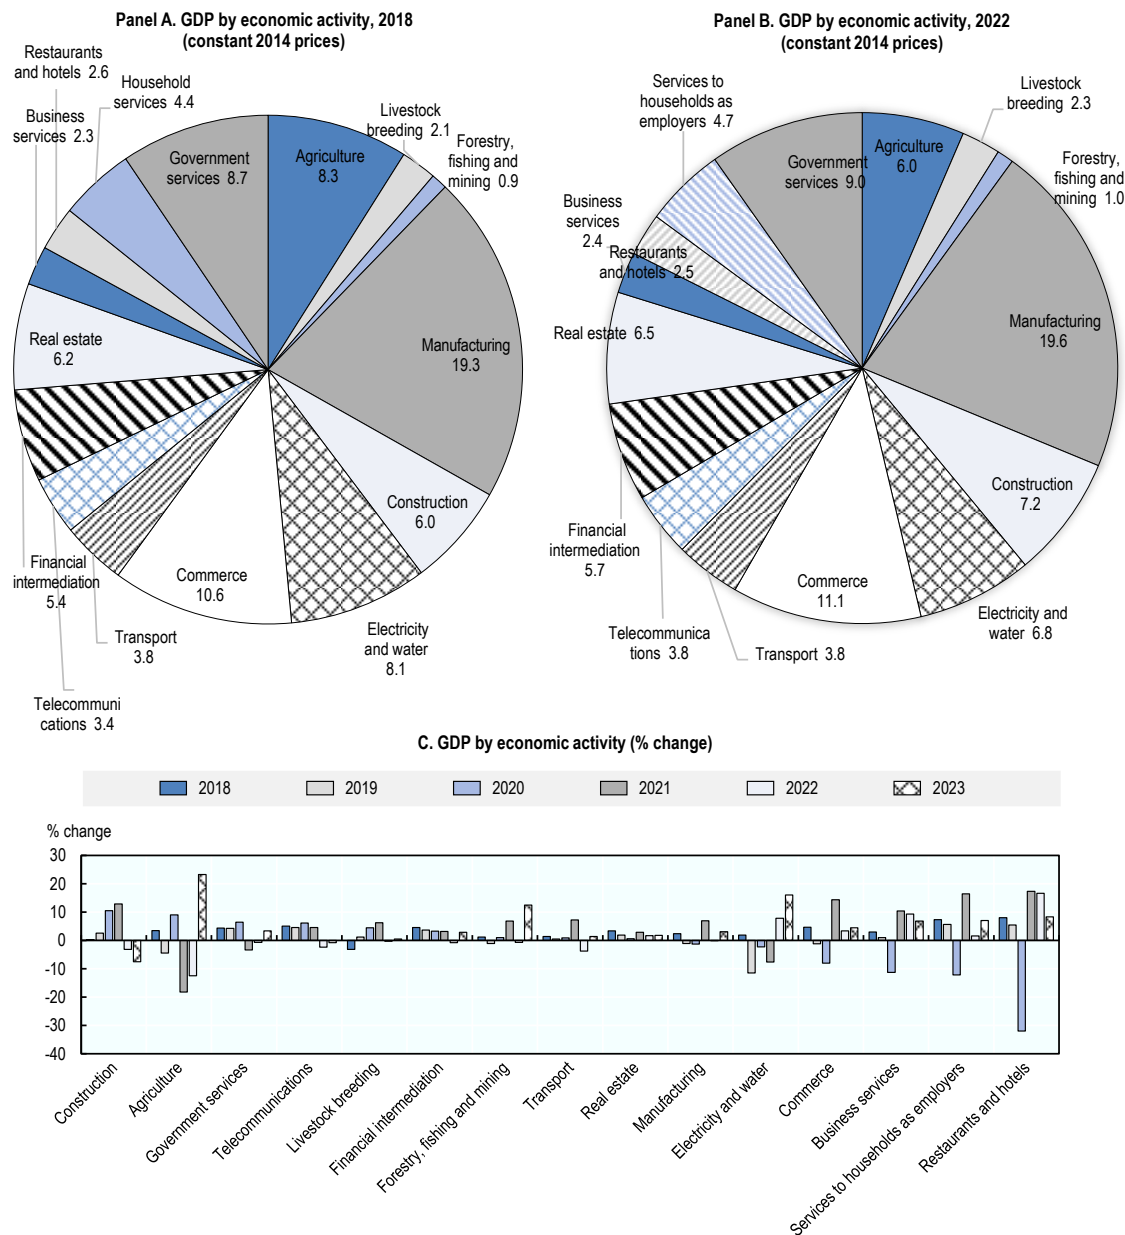 Panel A. GDP by economic activity, 2018
(constant 2014 prices)
Restaurants
and hotels 2.6
Household
services 4.4
Business
services 2.3
Livestock
breeding 2.1
Forestry,
fishing and
mining 0.9
Government
services 8.7
Agriculture
8.3
Manufacturing
19.3
Real estate
6.2
Construction
6.0
Financial
intermediation
5.4
Commerce
10.6
Electricity
and water
8.1
Transport
3.8
Telecommuni
cations 3.4
Panel B. GDP by economic activity, 2022
(constant 2014 prices)
Services to
households as
employers 4.7
Livestock
breeding 2.3
Forestry,
fishing and
mining 1.0
Government
services 9.0
Agriculture
6.0
Business
services
2.4
Restaurants
and hotels 2.5
Real estate 6.5
Manufacturing
19.6
Construction
7.2
Financial
intermediation
5.7
Commerce
11.1
Electricity and
water 6.8
Telecommunica
tions 3.8
Transport 3.8
C. GDP by economic activity (% change)
2018 2019 2020 2021 2022 2023
% change
30
20
10
0
-10
-20
-30
-40
Construction
Agriculture
Government services
Telecommunications
Livestock breeding
Financial intermediation
Forestry, fishing and mining
Transport
Real estate
Manufacturing
Electricity and water
Commerce
Business services
Services to households as employers
Restaurants and hotels